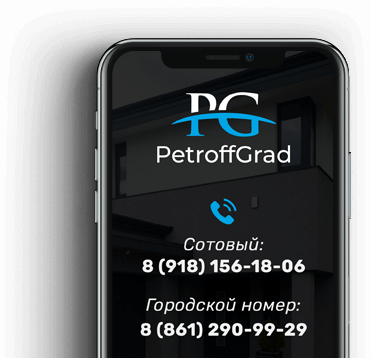 PG
PetroffGrad
Сотовый:
8 (918) 156-18-06
Городской номер:
8 (861) 290-99-29